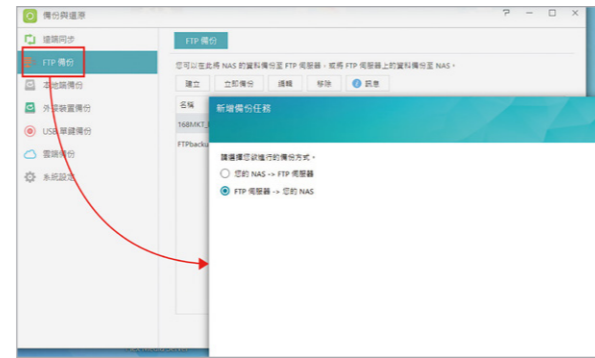 備份與還原
遠端同步
FTP 備份
本地端備份
外接裝置備份
USB 單鍵備份
雲端備份
系統設定
FTP 備份
您可以在此將 NAS 的資料備份至 FTP 伺服器，或將 FTP 伺服器上的資料備份至 NAS。
建立 立即備份 編輯 移除 訊息
名稱
168MKT_
FTPbacku
新增備份任務
請選擇您欲進行的備份方式。
您的 NAS -> FTP 伺服器
FTP 伺服器 -> 您的 NAS